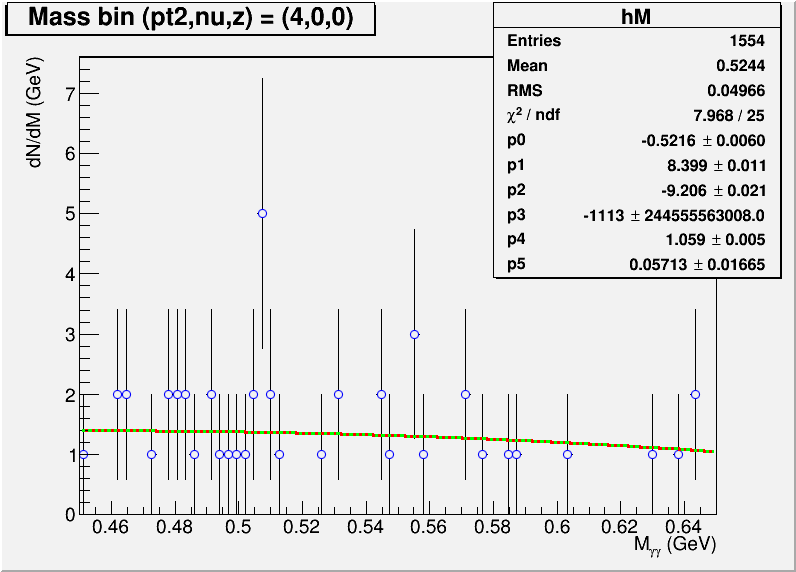 Mass bin (pt2,nu,z) = (4,0,0)
hM
Entries 1554
Mean 0.5244
RMS 0.04966
χ² / ndf 7.968 / 25
p0 -0.5216 ± 0.0060
p1 8.399 ± 0.011
p2 -9.206 ± 0.021
p3 -1113 ± 244555563008.0
p4 1.059 ± 0.005
p5 0.05713 ± 0.01665
dN/dM (GeV)
7
6
5
4
3
2
1
0
0.46 0.48 0.5 0.52 0.54 0.56 0.58 0.6 0.62 0.64
Mγγ (GeV)